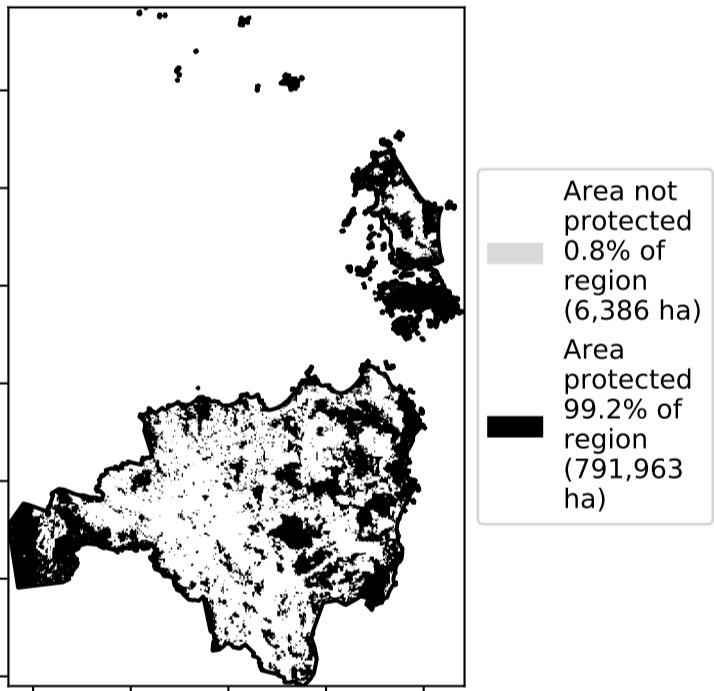 Area not
protected
0.8% of
region
(6,386 ha)
Area
protected
99.2% of
region
(791,963
ha)